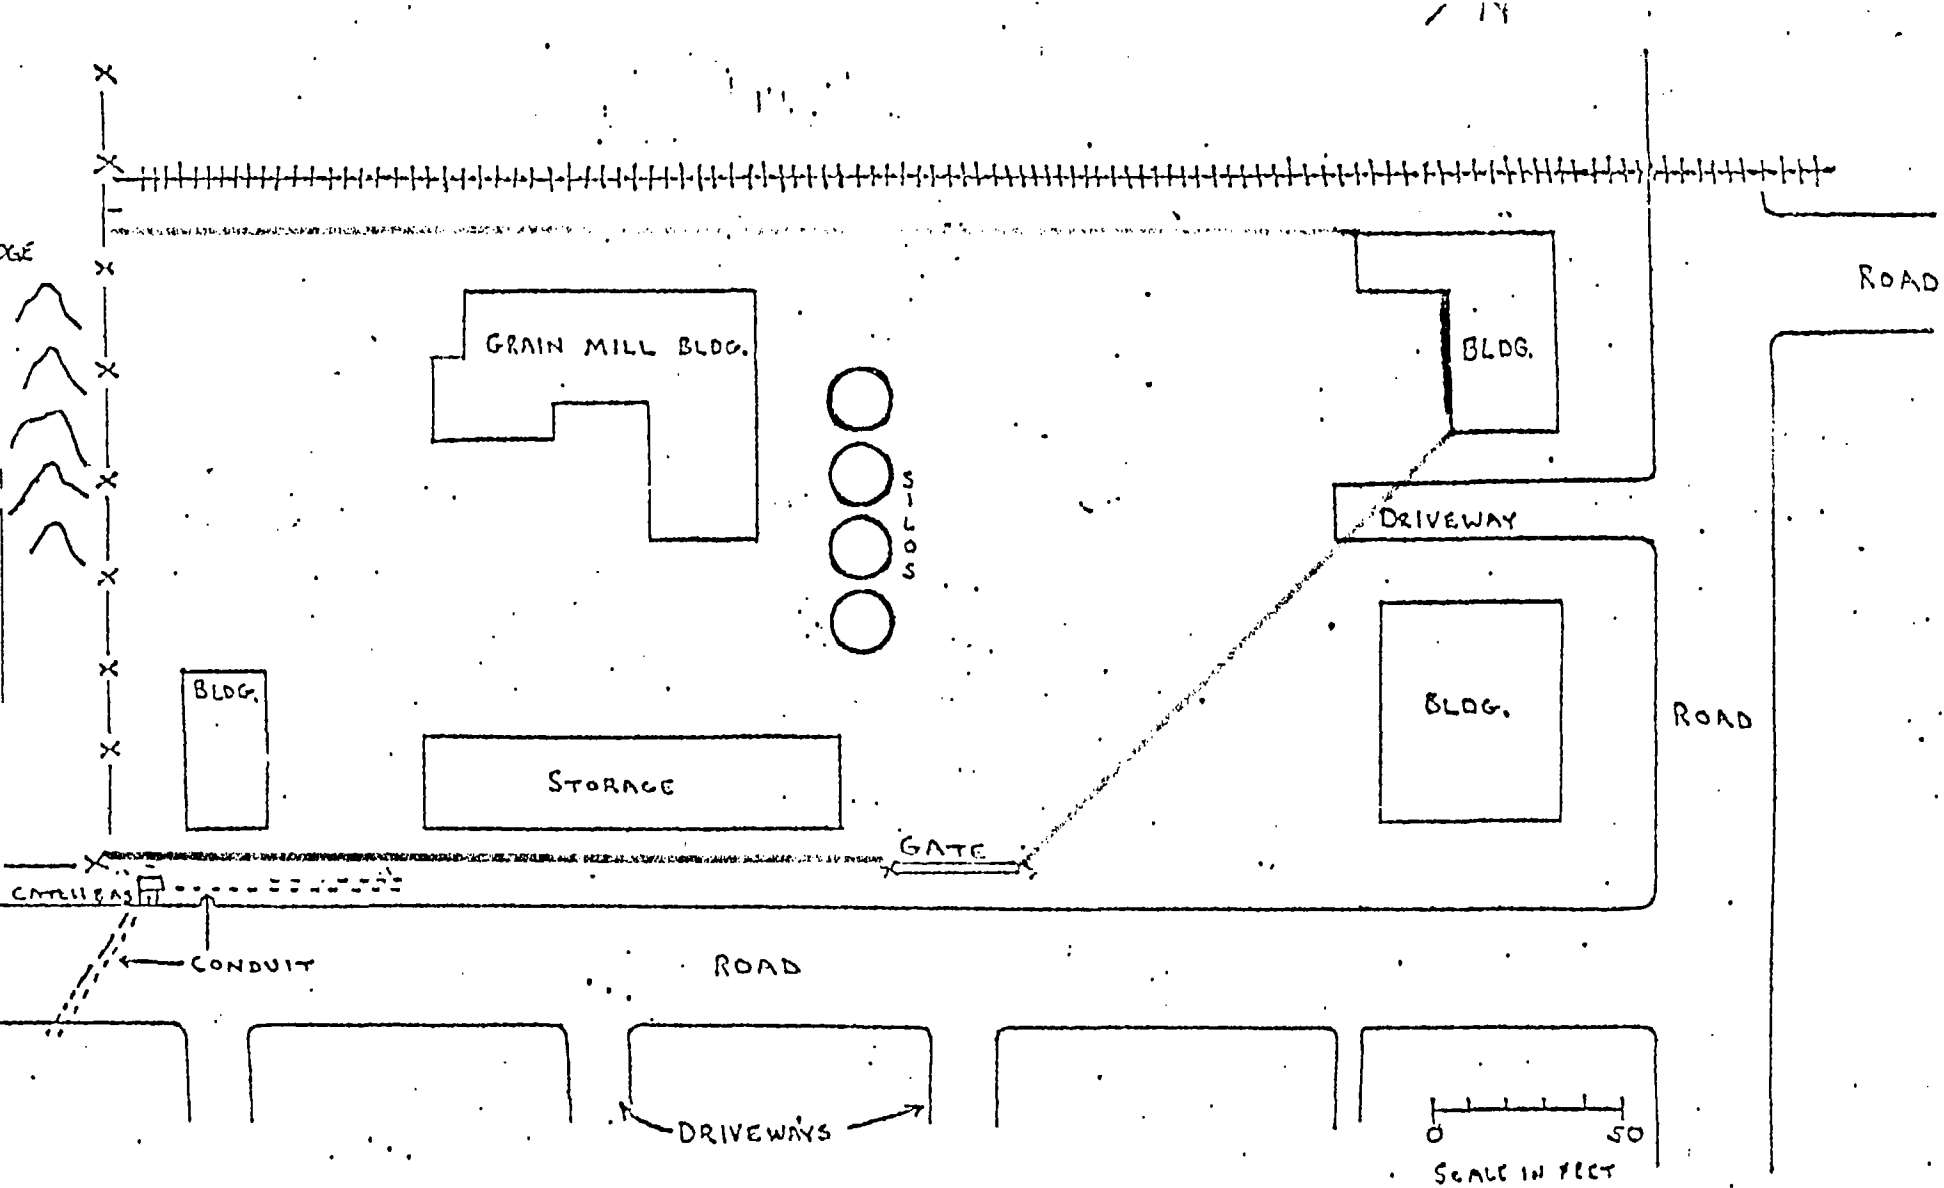 DGE
ROAD
GRAIN MILL BLDG.
BLDG.
SILOS
DRIVEWAY
BLDG.
BLDG.
ROAD
STORAGE
GATE
CONDUIT
ROAD
DRIVEWAYS
0 50
SCALE IN FEET